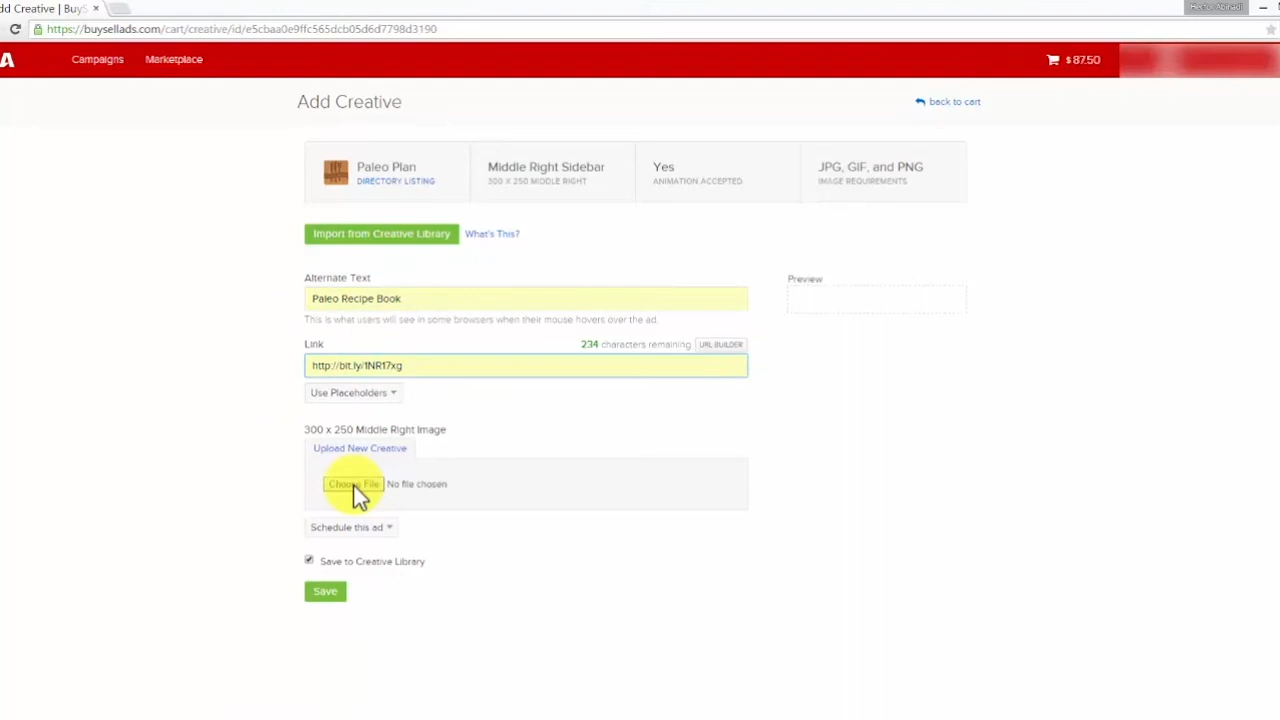 dd Creative | BuyS ×
https://buysellads.com/cart/creative/id/e5cbaa0e9ffc565dcb05d6d7798d3190
A Campaigns Marketplace $87.50
Add Creative back to cart
Paleo Plan Middle Right Sidebar Yes JPG, GIF, and PNG
DIRECTORY LISTING 300 X 250 MIDDLE RIGHT ANIMATION ACCEPTED IMAGE REQUIREMENTS
Import from Creative Library What's This?
Alternate Text Preview
Paleo Recipe Book
This is what users will see in some browsers when their mouse hovers over the ad.
Link 234 characters remaining URL BUILDER
http://bit.ly/1NR17xg
Use Placeholders
300 x 250 Middle Right Image
Upload New Creative
Choose File No file chosen
Schedule this ad
Save to Creative Library
Save